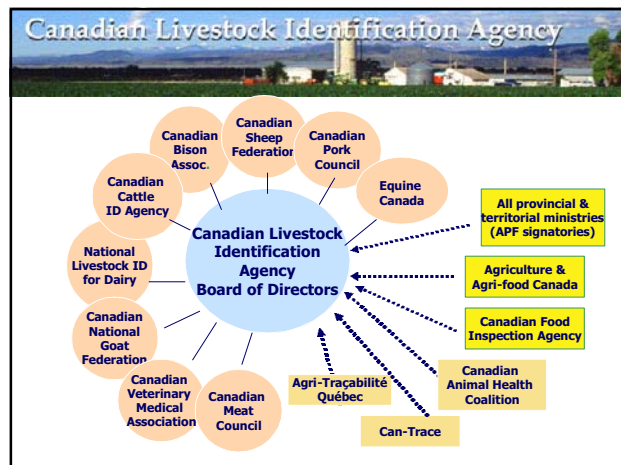 Canadian Livestock Identification Agency
Canadian
Sheep
Federation
Canadian
Pork
Council
Canadian
Bison
Assoc.
Equine
Canada
Canadian
Cattle
ID Agency
All provincial &
territorial ministries
(APF signatories)
Canadian Livestock
Identification
Agency
Board of Directors
National
Livestock ID
for Dairy
Agriculture &
Agri-food Canada
Canadian
National
Goat
Federation
Canadian Food
Inspection Agency
Canadian
Veterinary
Medical
Association
Canadian
Meat
Council
Agri-Traçabilité
Québec
Canadian
Animal Health
Coalition
Can-Trace